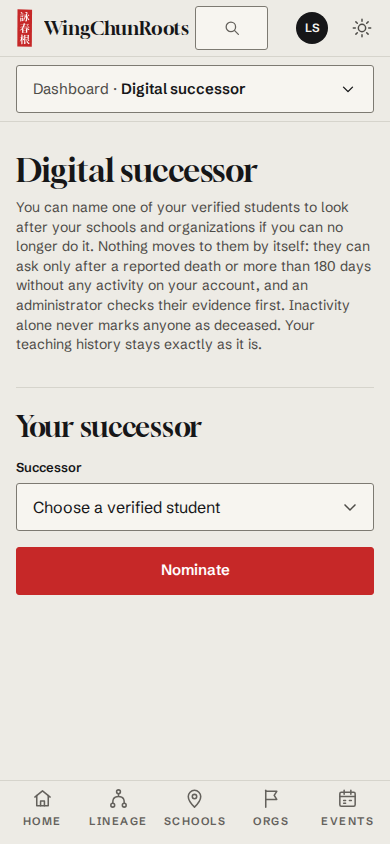 詠春根
WingChunRoots
LS
Dashboard · Digital successor
Digital successor
You can name one of your verified students to look
after your schools and organizations if you can no
longer do it. Nothing moves to them by itself: they can
ask only after a reported death or more than 180 days
without any activity on your account, and an
administrator checks their evidence first. Inactivity
alone never marks anyone as deceased. Your
teaching history stays exactly as it is.
Your successor
Successor
Choose a verified student
Nominate
HOME
LINEAGE
SCHOOLS
ORGS
EVENTS